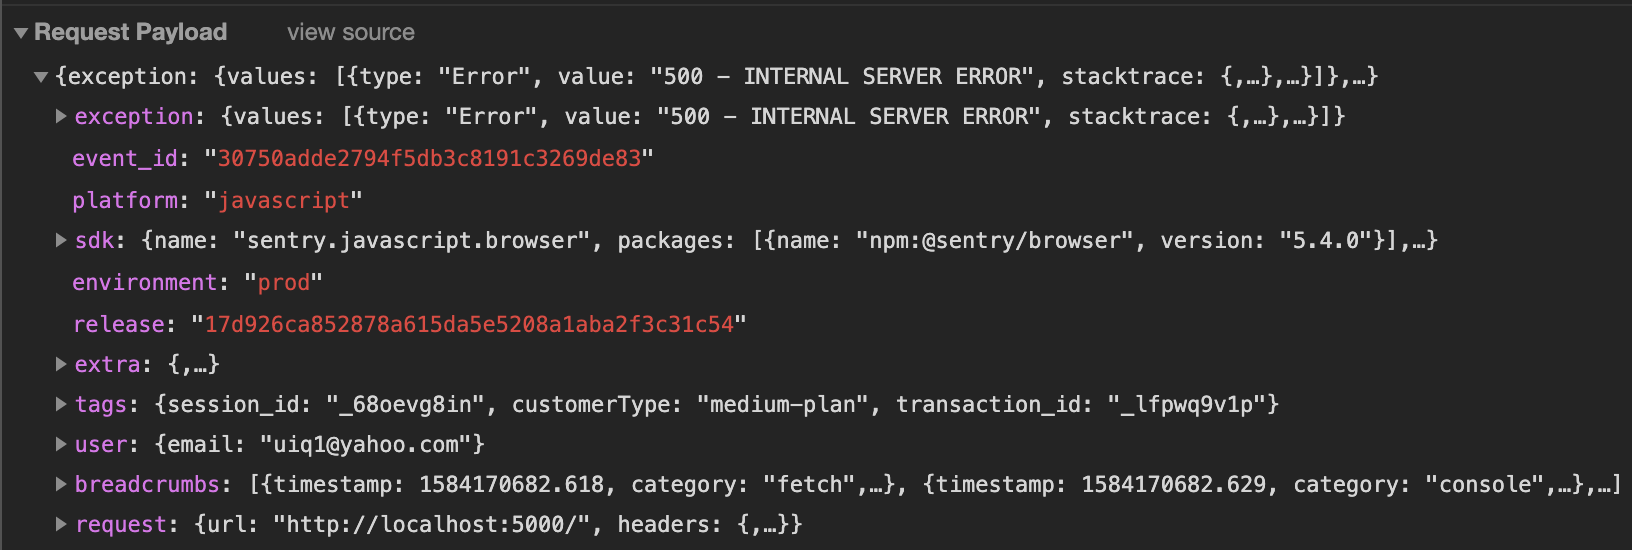 Request Payload view source
{exception: {values: [{type: "Error", value: "500 – INTERNAL SERVER ERROR", stacktrace: {,…},…}]},…}
exception: {values: [{type: "Error", value: "500 – INTERNAL SERVER ERROR", stacktrace: {,…},…}]}
event_id: "30750adde2794f5db3c8191c3269de83"
platform: "javascript"
sdk: {name: "sentry.javascript.browser", packages: [{name: "npm:@sentry/browser", version: "5.4.0"}],…}
environment: "prod"
release: "17d926ca852878a615da5e5208a1aba2f3c31c54"
extra: {,…}
tags: {session_id: "_68oevg8in", customerType: "medium-plan", transaction_id: "_lfpwq9v1p"}
user: {email: "uiq1@yahoo.com"}
breadcrumbs: [{timestamp: 1584170682.618, category: "fetch",…}, {timestamp: 1584170682.629, category: "console",…},…]
request: {url: "http://localhost:5000/", headers: {,…}}